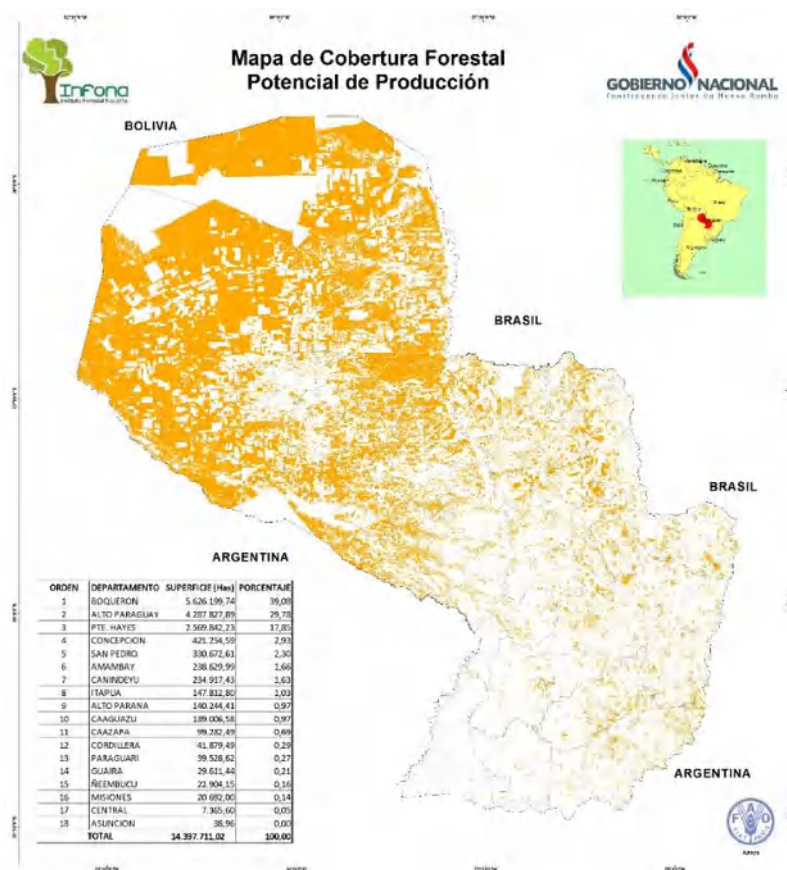 Mapa de Cobertura Forestal
Potencial de Producción
Infona
GOBIERNO NACIONAL
Construyendo Juntos Un Nuevo Rumbo
BOLIVIA
BRASIL
BRASIL
ARGENTINA
ARGENTINA
ORDEN DEPARTAMENTO SUPERFICIE (Has) PORCENTAJE
1 BOQUERON 5.626.199,74 39,08
2 ALTO PARAGUAY 4.287.827,89 29,78
3 PTE. HAYES 2.569.842,23 17,85
4 CONCEPCION 421.254,59 2,93
5 SAN PEDRO 330.672,61 2,30
6 AMAMBAY 238.629,99 1,66
7 CANINDEYU 234.917,43 1,63
8 ITAPUA 147.812,80 1,03
9 ALTO PARANA 140.244,41 0,97
10 CAAGUAZU 139.006,58 0,97
11 CAAZAPA 99.282,49 0,69
12 CORDILLERA 41.879,49 0,29
13 PARAGUARI 39.528,62 0,27
14 GUAIRA 29.611,44 0,21
15 ÑEEMBUCU 22.904,15 0,16
16 MISIONES 20 692,00 0,14
17 CENTRAL 7.365,60 0,05
18 ASUNCION 38,96 0,00
TOTAL 14.397.711,02 100,00
FAO
Apoyo